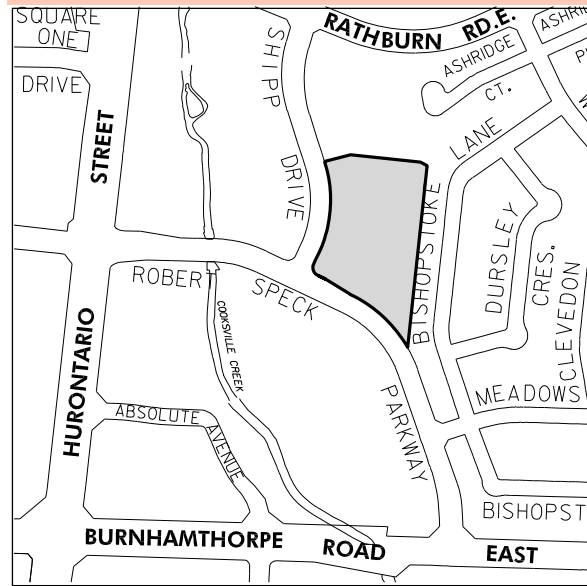 SQUARE
ONE
DRIVE
SHIPP
DRIVE
RATHBURN RD.E.
ASHRIDGE
CT.
LANE
BISHOPSTOKE
STREET
HURONTARIO
ROBERT
SPECK
PARKWAY
COOKSVILLE CREEK
ABSOLUTE
AVENUE
DURSLEY
CRES.
CLEVEDON
MEADOWS
BISHOPST
BURNHAMTHORPE ROAD EAST